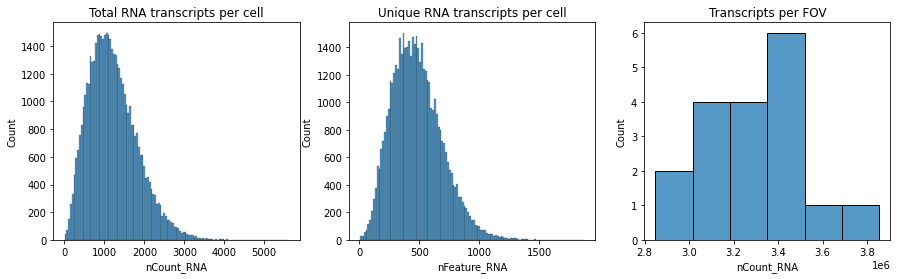 Total RNA transcripts per cell
Count
1400
1200
1000
800
600
400
200
0
0 1000 2000 3000 4000 5000
nCount_RNA
Unique RNA transcripts per cell
Count
1400
1200
1000
800
600
400
200
0
0 500 1000 1500
nFeature_RNA
Transcripts per FOV
Count
6
5
4
3
2
1
0
2.8 3.0 3.2 3.4 3.6 3.8
1e6
nCount_RNA